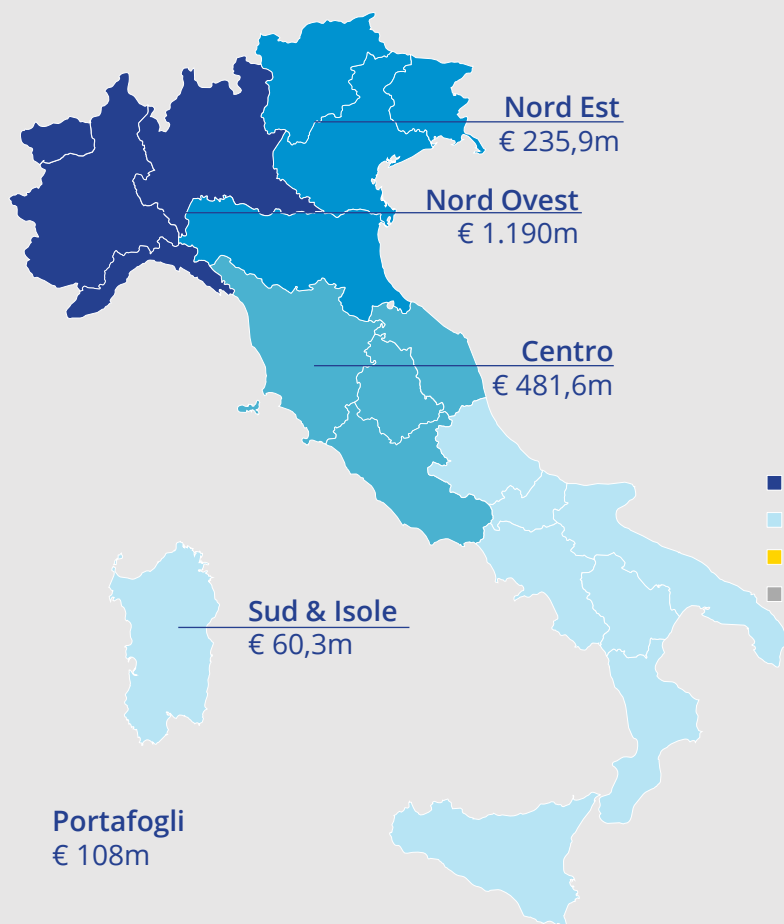 Nord Est
€ 235,9m
Nord Ovest
€ 1.190m
Centro
€ 481,6m
Sud & Isole
€ 60,3m
Portafogli
€ 108m